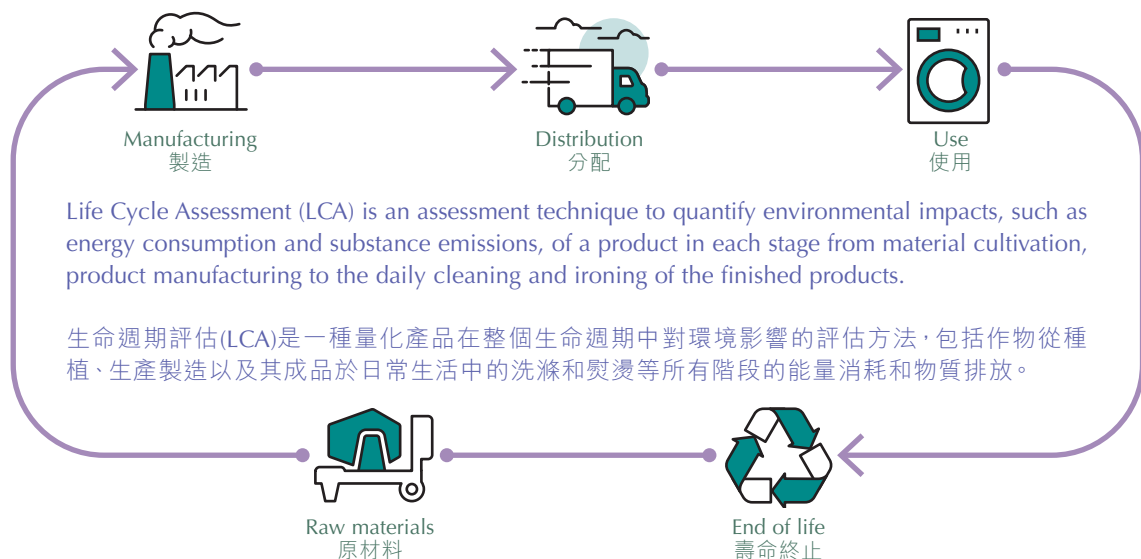 Manufacturing
製造
Distribution
分配
Use
使用
Life Cycle Assessment (LCA) is an assessment technique to quantify environmental impacts, such as
energy consumption and substance emissions, of a product in each stage from material cultivation,
product manufacturing to the daily cleaning and ironing of the finished products.
生命週期評估(LCA)是一種量化產品在整個生命週期中對環境影響的評估方法，包括作物從種
植、生產製造以及其成品於日常生活中的洗滌和熨燙等所有階段的能量消耗和物質排放。
Raw materials
原材料
End of life
壽命終止